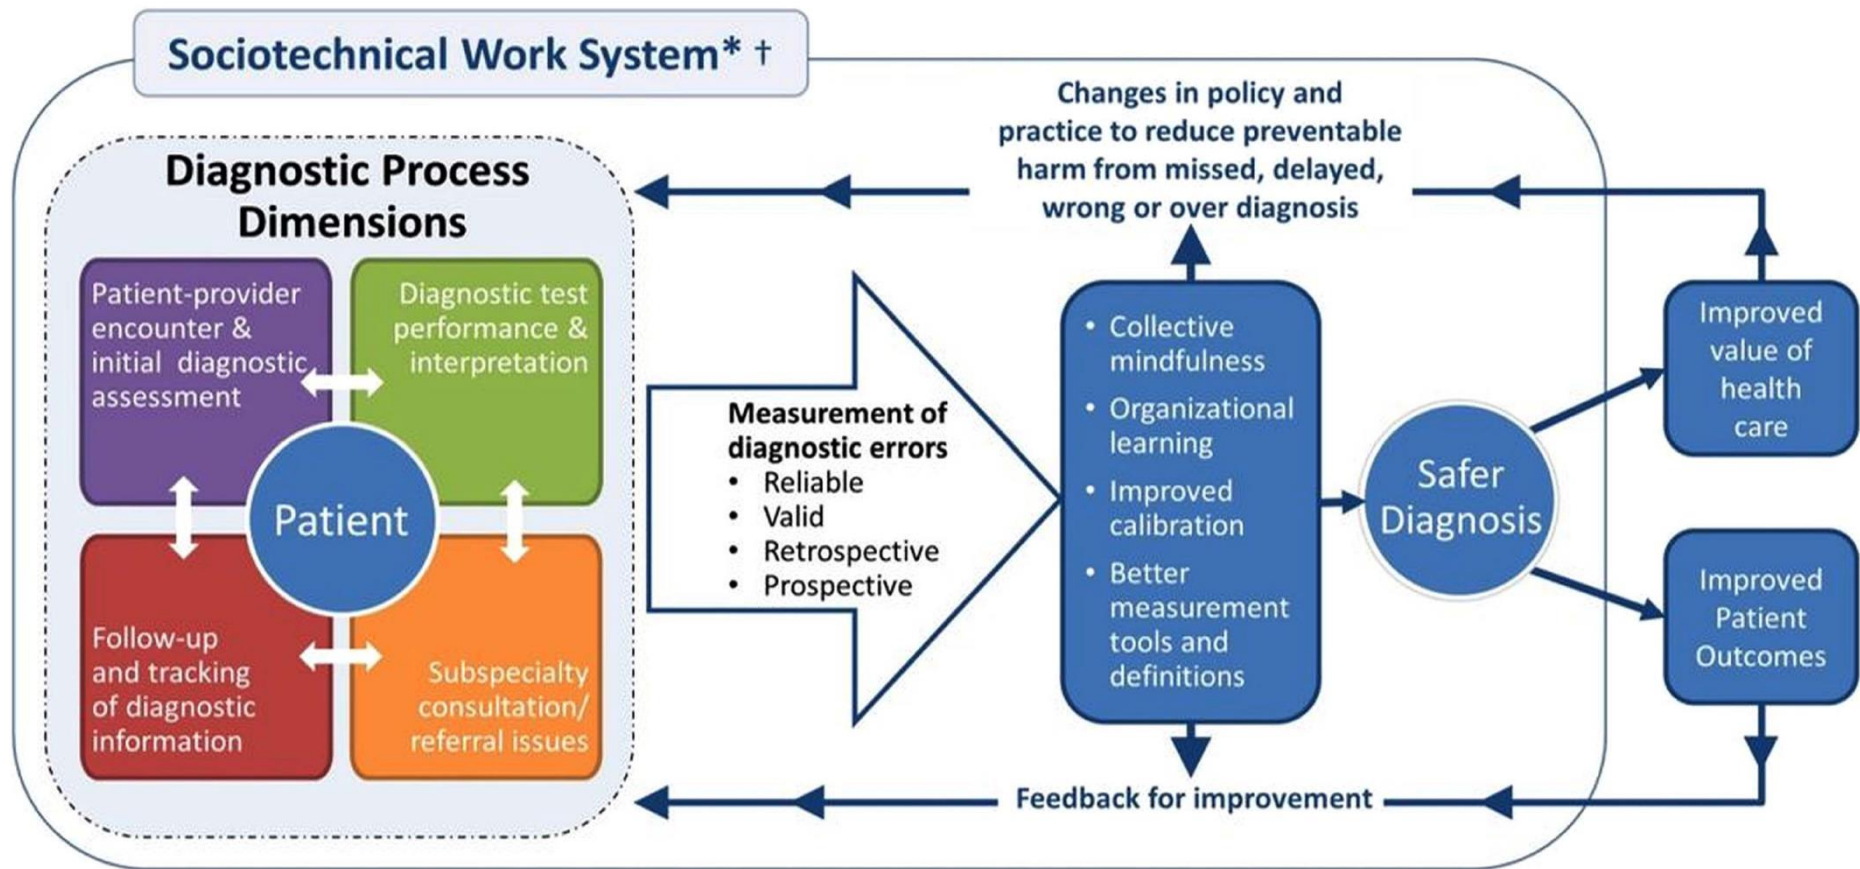 Sociotechnical Work System* †
Diagnostic Process
Dimensions
Patient-provider
encounter &
initial diagnostic
assessment
Diagnostic test
performance &
interpretation
Patient
Follow-up
and tracking
of diagnostic
information
Subspecialty
consultation/
referral issues
Measurement of
diagnostic errors
• Reliable
• Valid
• Retrospective
• Prospective
Changes in policy and
practice to reduce preventable
harm from missed, delayed,
wrong or over diagnosis
• Collective
mindfulness
• Organizational
learning
• Improved
calibration
• Better
measurement
tools and
definitions
Feedback for improvement
Safer
Diagnosis
Improved
value of
health
care
Improved
Patient
Outcomes